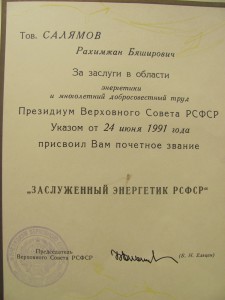 Тов. САЛЯМОВ
Рахимжан Бяширович
За заслуги в области
энергетики
и многолетний добросовестный труд
Президиум Верховного Совета РСФСР
Указом от 24 июня 1991 года
присвоил Вам почетное звание
„ЗАСЛУЖЕННЫЙ ЭНЕРГЕТИК РСФСР“
Председатель
Верховного Совета РСФСР
(Б. Н. Ельцин)